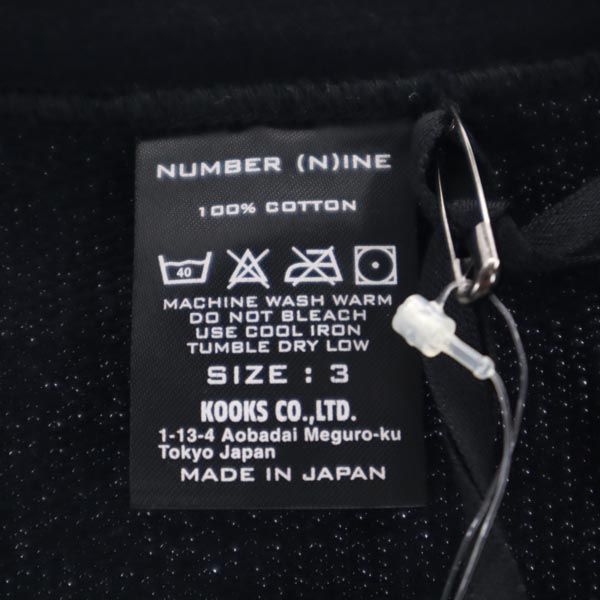 NUMBER (N)INE
100% COTTON
40
MACHINE WASH WARM
DO NOT BLEACH
USE COOL IRON
TUMBLE DRY LOW
SIZE : 3
KOOKS CO.,LTD.
1-13-4 Aobadai Meguro-ku
Tokyo Japan
MADE IN JAPAN